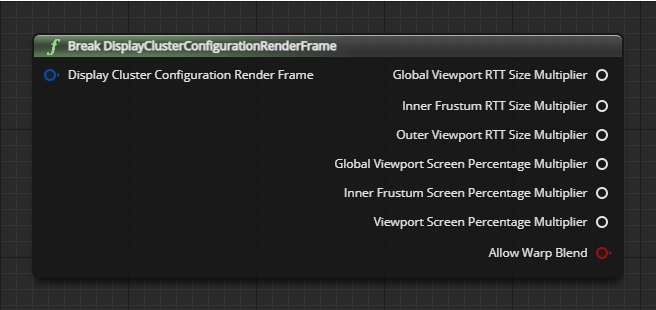 f Break DisplayClusterConfigurationRenderFrame
Display Cluster Configuration Render Frame
Global Viewport RTT Size Multiplier
Inner Frustum RTT Size Multiplier
Outer Viewport RTT Size Multiplier
Global Viewport Screen Percentage Multiplier
Inner Frustum Screen Percentage Multiplier
Viewport Screen Percentage Multiplier
Allow Warp Blend